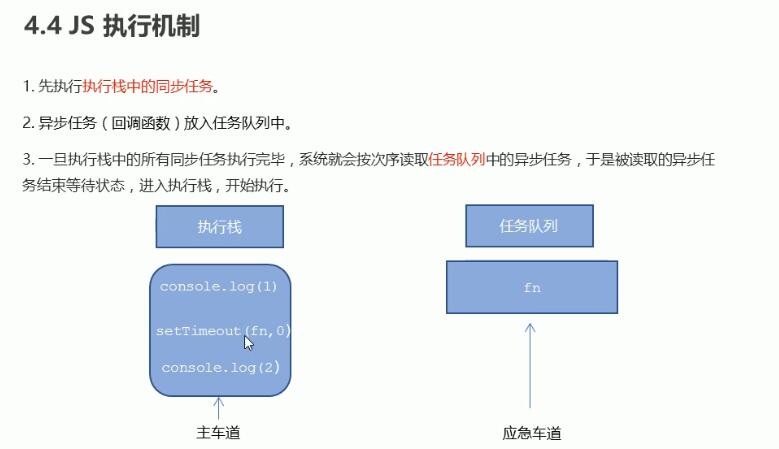 4.4 JS 执行机制
1. 先执行执行栈中的同步任务。
2. 异步任务（回调函数）放入任务队列中。
3. 一旦执行栈中的所有同步任务执行完毕，系统就会按次序读取任务队列中的异步任务，于是被读取的异步任
务结束等待状态，进入执行栈，开始执行。
执行栈
任务队列
console.log(1)
fn
setTimeout(fn,0)
console.log(2)
主车道
应急车道